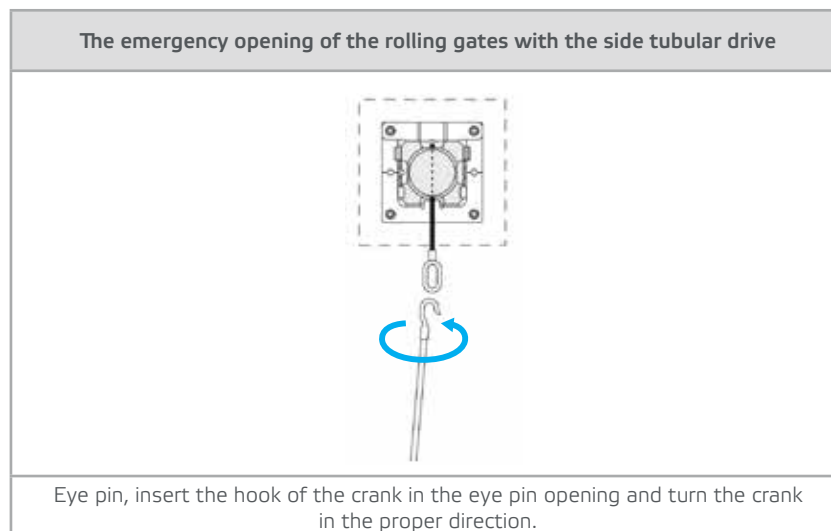 The emergency opening of the rolling gates with the side tubular drive
Eye pin, insert the hook of the crank in the eye pin opening and turn the crank
in the proper direction.